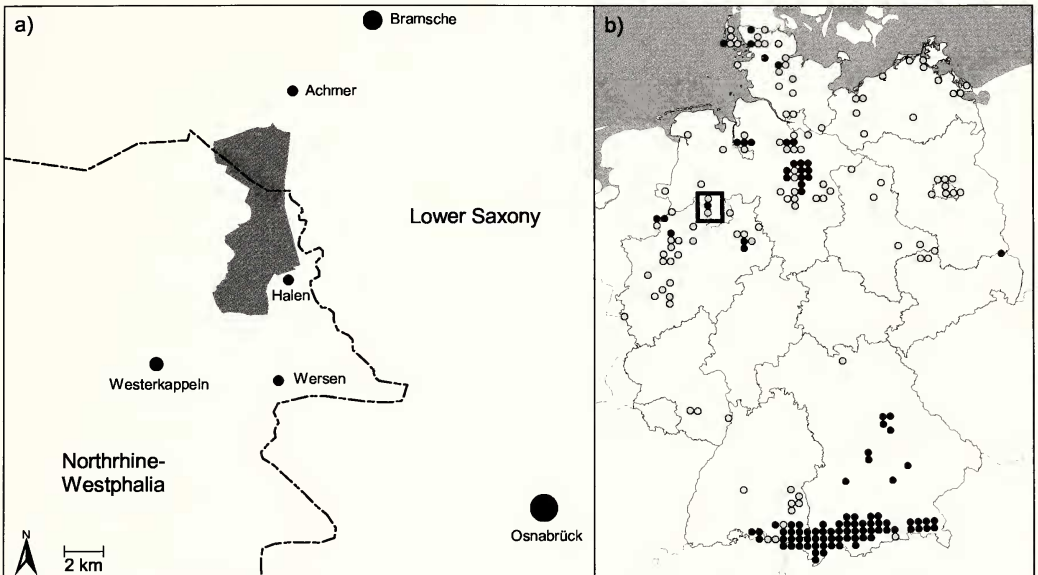 a)
Bramsche
Achmer
Lower Saxony
Halen
Westerkappeln
Wersen
Northrhine-
Westphalia
Osnabrück
N
2 km
b)